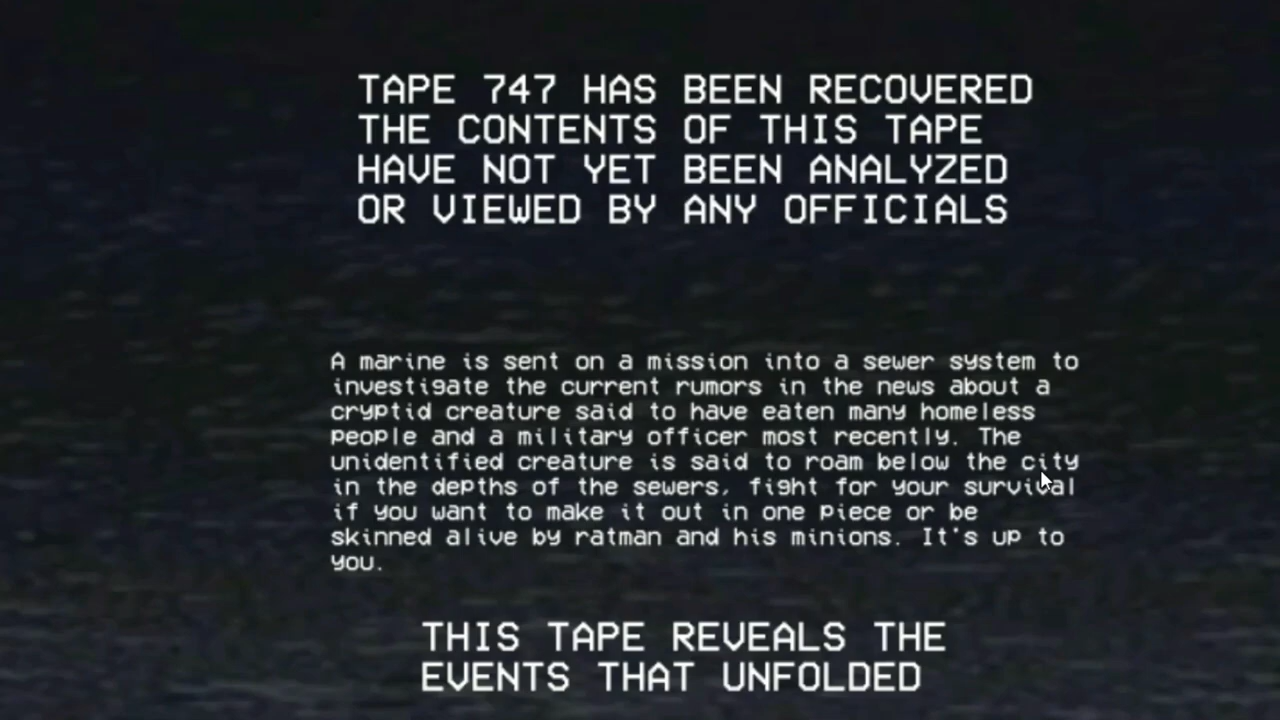 TAPE 747 HAS BEEN RECOVERED
THE CONTENTS OF THIS TAPE
HAVE NOT YET BEEN ANALYZED
OR VIEWED BY ANY OFFICIALS
A marine is sent on a mission into a sewer system to
investigate the current rumors in the news about a
cryptid creature said to have eaten many homeless
people and a military officer most recently. The
unidentified creature is said to roam below the city
in the depths of the sewers, fight for your survival
if you want to make it out in one piece or be
skinned alive by ratman and his minions. It's up to
you.
THIS TAPE REVEALS THE
EVENTS THAT UNFOLDED